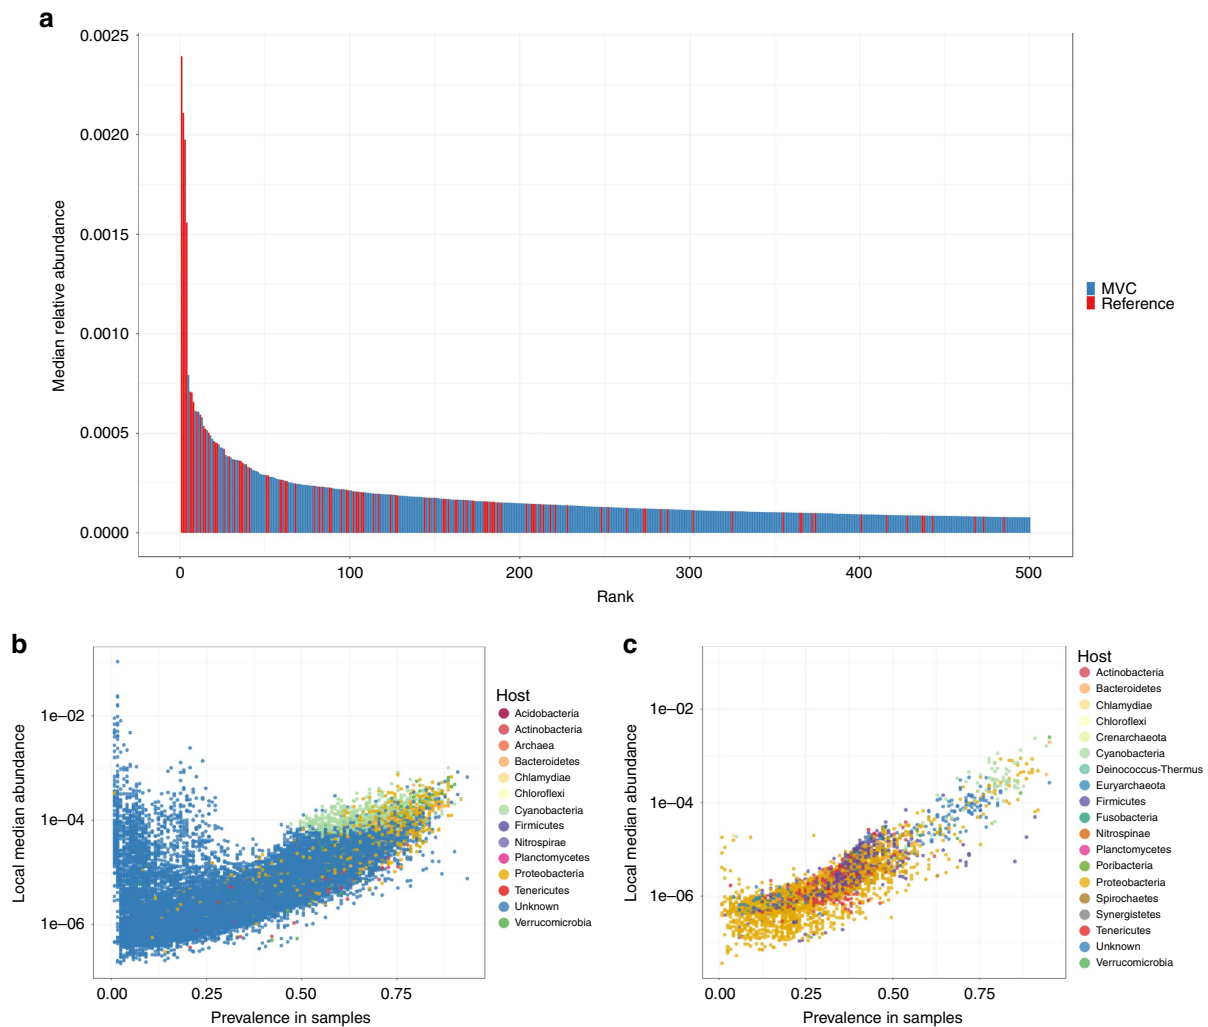 a
0.0025
0.0020
0.0015
0.0010
0.0005
0.0000
Median relative abundance
0 100 200 300 400 500
Rank
MVC
Reference
b
1e−02
1e−04
1e−06
Local median abundance
0.00 0.25 0.50 0.75
Prevalence in samples
Host
Acidobacteria
Actinobacteria
Archaea
Bacteroidetes
Chlamydiae
Chloroflexi
Cyanobacteria
Firmicutes
Nitrospirae
Planctomycetes
Proteobacteria
Tenericutes
Unknown
Verrucomicrobia
c
1e−02
1e−04
1e−06
Local median abundance
0.00 0.25 0.50 0.75
Prevalence in samples
Host
Actinobacteria
Bacteroidetes
Chlamydiae
Chloroflexi
Crenarchaeota
Cyanobacteria
Deinococcus-Thermus
Euryarchaeota
Firmicutes
Fusobacteria
Nitrospinae
Planctomycetes
Poribacteria
Proteobacteria
Spirochaetes
Synergistetes
Tenericutes
Unknown
Verrucomicrobia